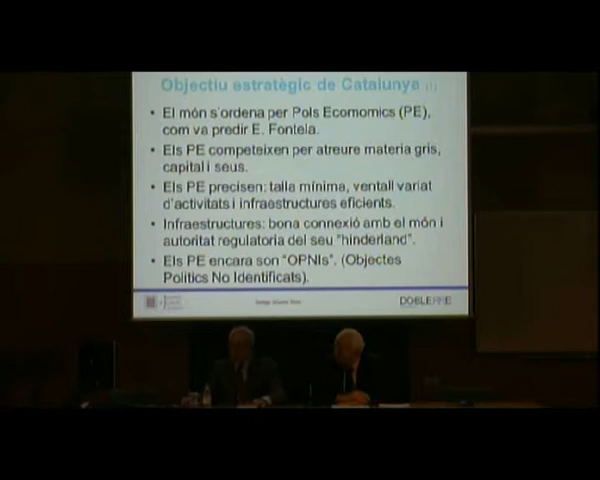 Objectiu estratègic de Catalunya (1)
• El món s'ordena per Pols Ecomomics (PE),
com va predir E. Fontela.
• Els PE competeixen per atreure materia gris,
capital i seus.
• Els PE precisen: talla mínima, ventall variat
d'activitats i infraestructures eficients.
• Infraestructures: bona connexió amb el món i
autoritat regulatoria del seu "hinderland".
• Els PE encara son "OPNIs". (Objectes
Politics No Identificats).
DOBLERRE